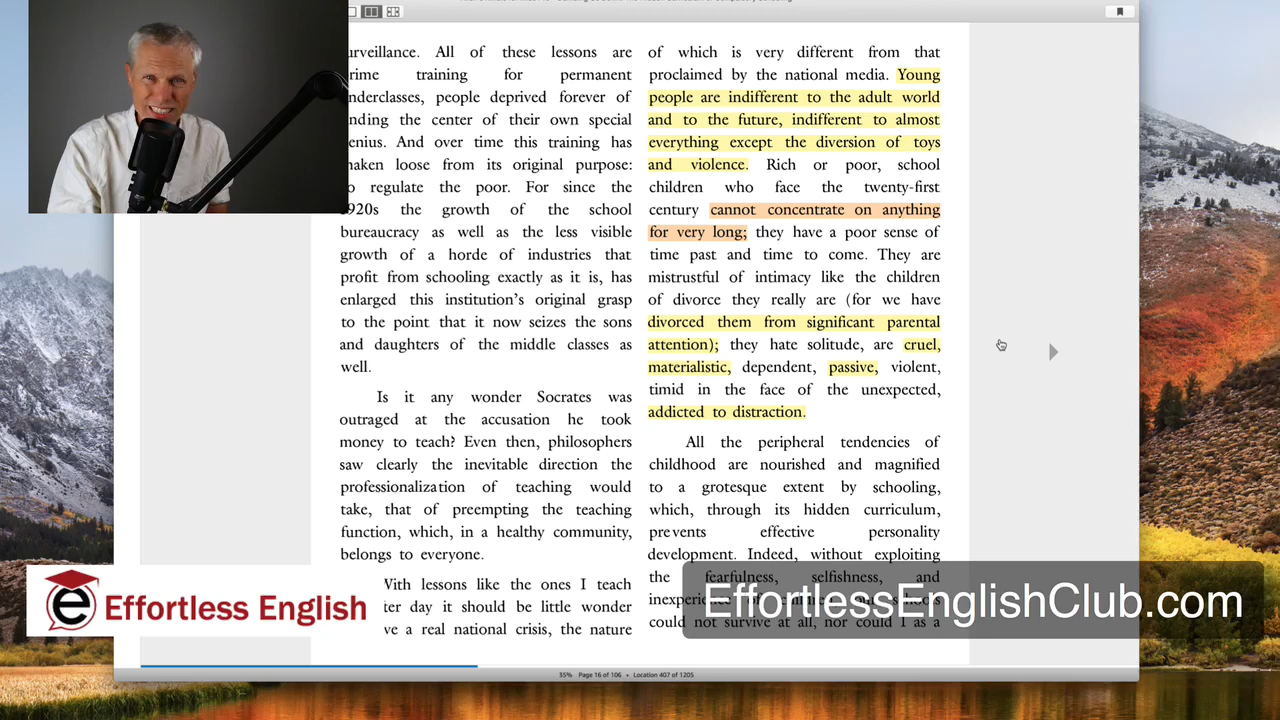 urveillance. All of these lessons are
rime training for permanent
nderclasses, people deprived forever of
nding the center of their own special
enius. And over time this training has
haken loose from its original purpose:
o regulate the poor. For since the
1920s the growth of the school
bureaucracy as well as the less visible
growth of a horde of industries that
profit from schooling exactly as it is, has
enlarged this institution's original grasp
to the point that it now seizes the sons
and daughters of the middle classes as
well.
Is it any wonder Socrates was
outraged at the accusation he took
money to teach? Even then, philosophers
saw clearly the inevitable direction the
professionalization of teaching would
take, that of preempting the teaching
function, which, in a healthy community,
belongs to everyone.
With lessons like the ones I teach
ter day it should be little wonder
ve a real national crisis, the nature
of which is very different from that
proclaimed by the national media. Young
people are indifferent to the adult world
and to the future, indifferent to almost
everything except the diversion of toys
and violence. Rich or poor, school
children who face the twenty-first
century cannot concentrate on anything
for very long; they have a poor sense of
time past and time to come. They are
mistrustful of intimacy like the children
of divorce they really are (for we have
divorced them from significant parental
attention); they hate solitude, are cruel,
materialistic, dependent, passive, violent,
timid in the face of the unexpected,
addicted to distraction.
All the peripheral tendencies of
childhood are nourished and magnified
to a grotesque extent by schooling,
which, through its hidden curriculum,
prevents effective personality
development. Indeed, without exploiting
the fearfulness, selfishness, and
could not survive at all, nor could I as a
e Effortless English
EffortlessEnglishClub.com
35% Page 16 of 106 • Location 407 of 1205